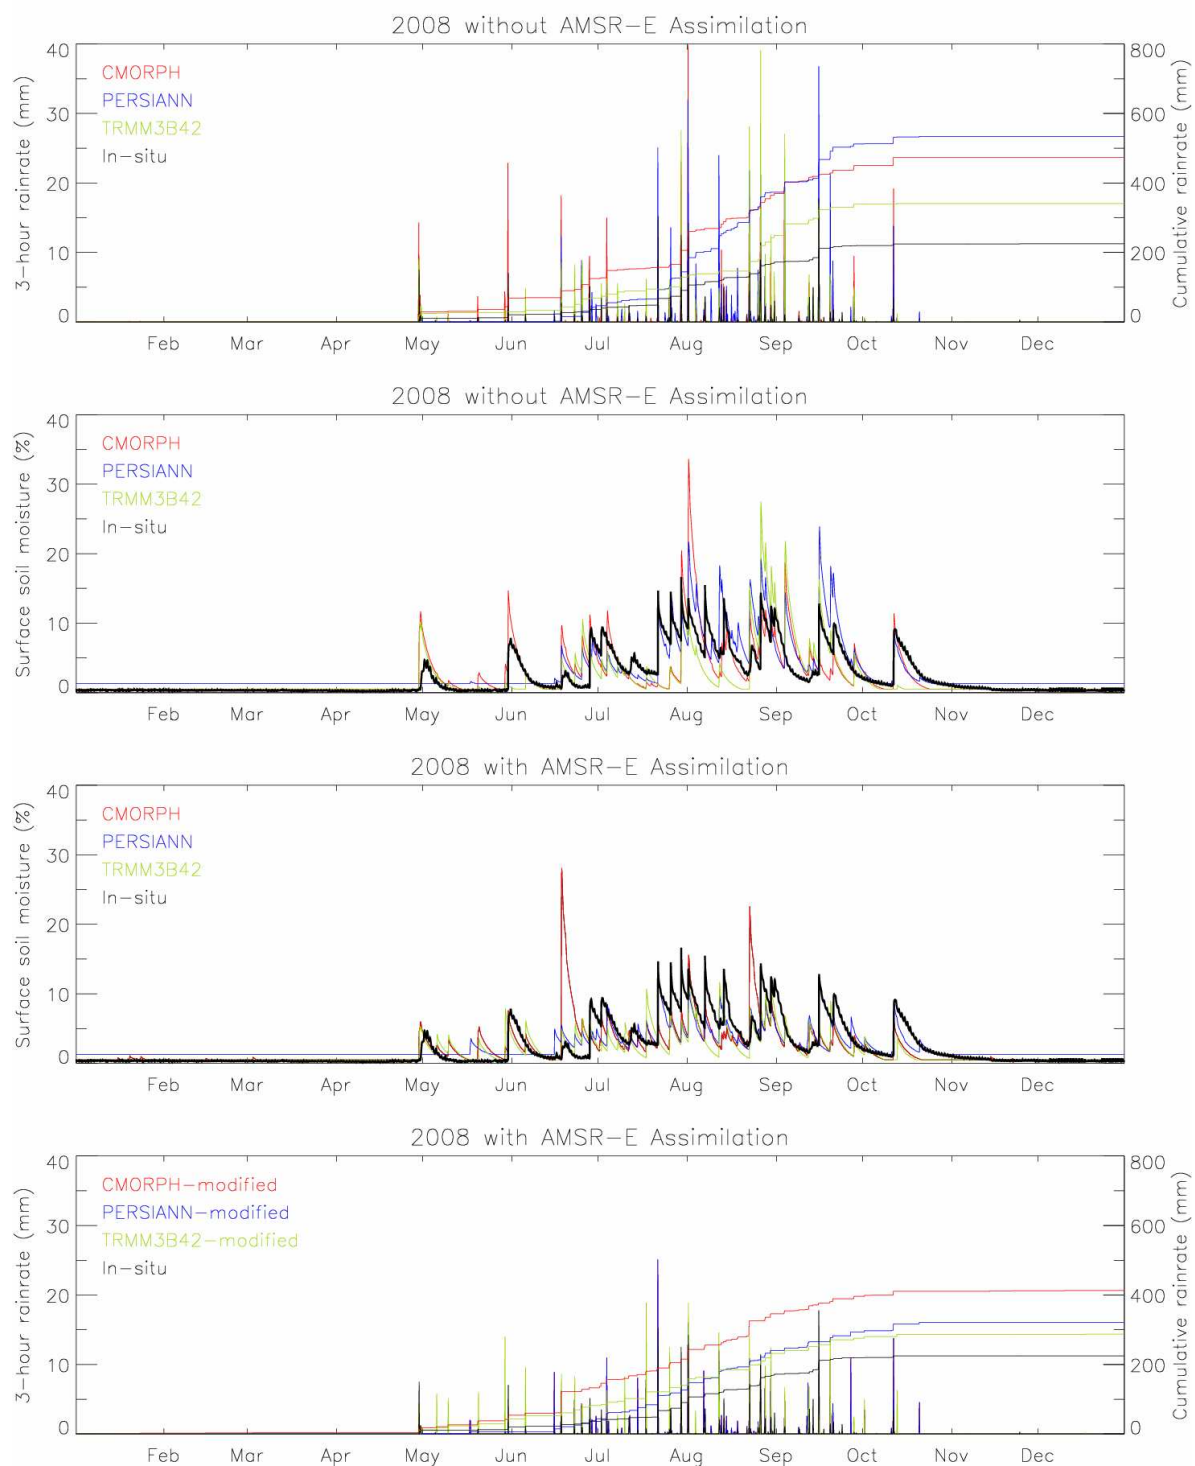 2008 without AMSR-E Assimilation
40 800
CMORPH
PERSIANN
TRMM3B42
In-situ
30 600
20 400
10 200
0 0
3-hour rainrate (mm)
Cumulative rainrate (mm)
Feb Mar Apr May Jun Jul Aug Sep Oct Nov Dec
2008 without AMSR-E Assimilation
40
CMORPH
PERSIANN
TRMM3B42
In-situ
30
20
10
0
Surface soil moisture (%)
Feb Mar Apr May Jun Jul Aug Sep Oct Nov Dec
2008 with AMSR-E Assimilation
40
CMORPH
PERSIANN
TRMM3B42
In-situ
30
20
10
0
Surface soil moisture (%)
Feb Mar Apr May Jun Jul Aug Sep Oct Nov Dec
2008 with AMSR-E Assimilation
40 800
CMORPH-modified
PERSIANN-modified
TRMM3B42-modified
In-situ
30 600
20 400
10 200
0 0
3-hour rainrate (mm)
Cumulative rainrate (mm)
Feb Mar Apr May Jun Jul Aug Sep Oct Nov Dec